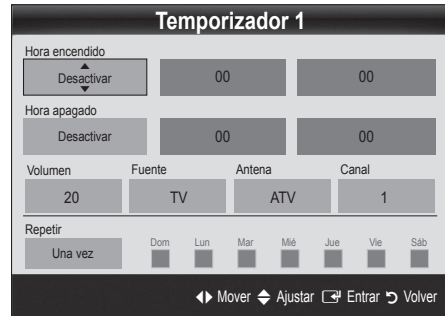 Temporizador 1
Hora encendido
Desactivar 00 00
Hora apagado
Desactivar 00 00
Volumen Fuente Antena Canal
20 TV ATV 1
Repetir
Dom Lun Mar Mié Jue Vie Sáb
Una vez
Mover Ajustar Entrar Volver